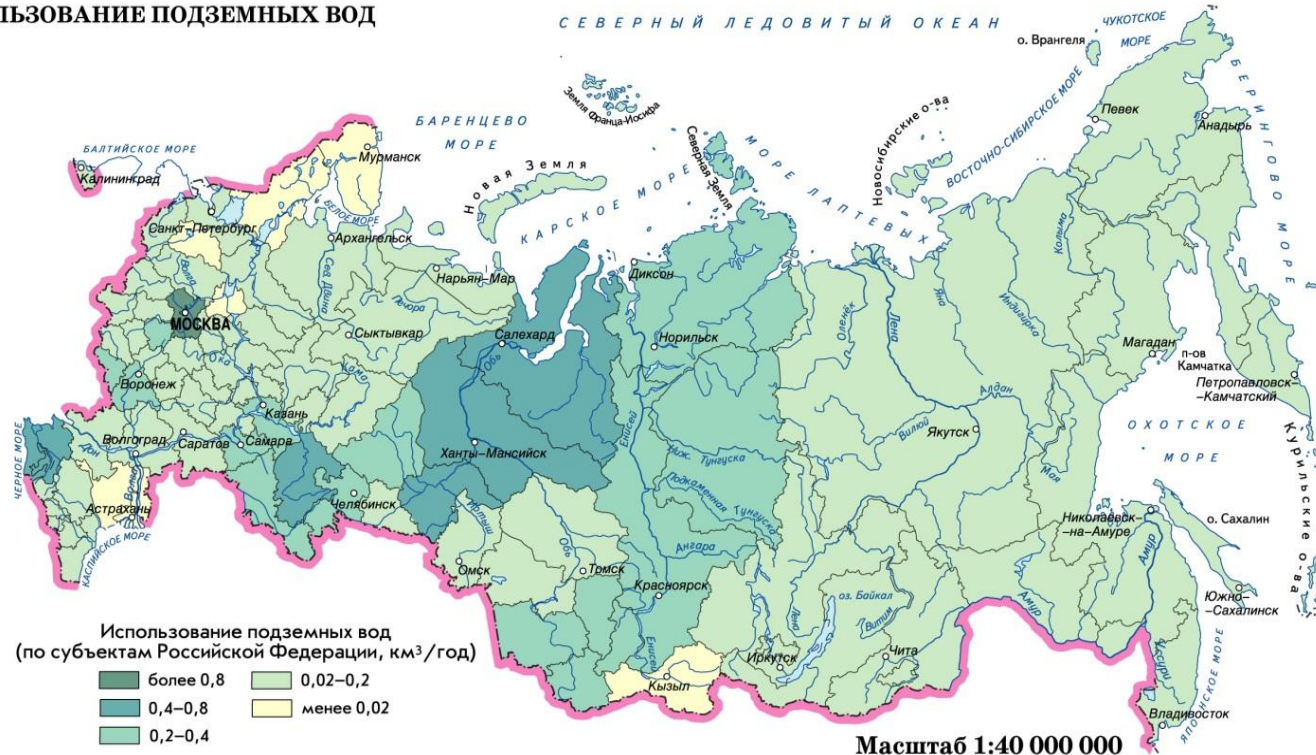 ЛЬЗОВАНИЕ ПОДЗЕМНЫХ ВОД
СЕВЕРНЫЙ ЛЕДОВИТЫЙ ОКЕАН
ЧУКОТСКОЕ
МОРЕ
о. Врангеля
БЕРИНГОВО МОРЕ
Певек
Анадырь
Земля Франца-Иосифа
БАРЕНЦЕВО
МОРЕ
Северная Земля
МОРЕ ЛАПТЕВЫХ
Новосибирские о-ва
ВОСТОЧНО-СИБИРСКОЕ МОРЕ
БАЛТИЙСКОЕ МОРЕ
Калининград
Мурманск
Новая Земля
КАРСКОЕ МОРЕ
БЕЛОЕ МОРЕ
Санкт-Петербург
Архангельск
Нарьян-Мар
Диксон
Колыма
Волга
Сев. Двина
Печора
Оленёк
Лена
Яна
Индигирка
МОСКВА
Сыктывкар
Салехард
Обь
Норильск
Магадан
п-ов
Камчатка
Петропавловск-
-Камчатский
Ока
Кама
Воронеж
Казань
Енисей
Алдан
Вилюй
Якутск
ОХОТСКОЕ
МОРЕ
Курильские о-ва
ЧЕРНОЕ МОРЕ
Дон
Волгоград
Саратов
Самара
Ханты-Мансийск
Ниж. Тунгуска
Подкаменная Тунгуска
Мая
Волга
Астрахань
Челябинск
Иртыш
Николаевск-
-на-Амуре
о. Сахалин
КАСПИЙСКОЕ МОРЕ
Омск
Обь
Томск
Ангара
Красноярск
Лена
оз. Байкал
Витим
Амур
Амур
Южно-
-Сахалинск
Енисей
Кызыл
Иркутск
Чита
Уссури
Владивосток
ЯПОНСКОЕ МОРЕ
Использование подземных вод
(по субъектам Российской Федерации, км³/год)
более 0,8
0,02–0,2
0,4–0,8
менее 0,02
0,2–0,4
Масштаб 1:40 000 000